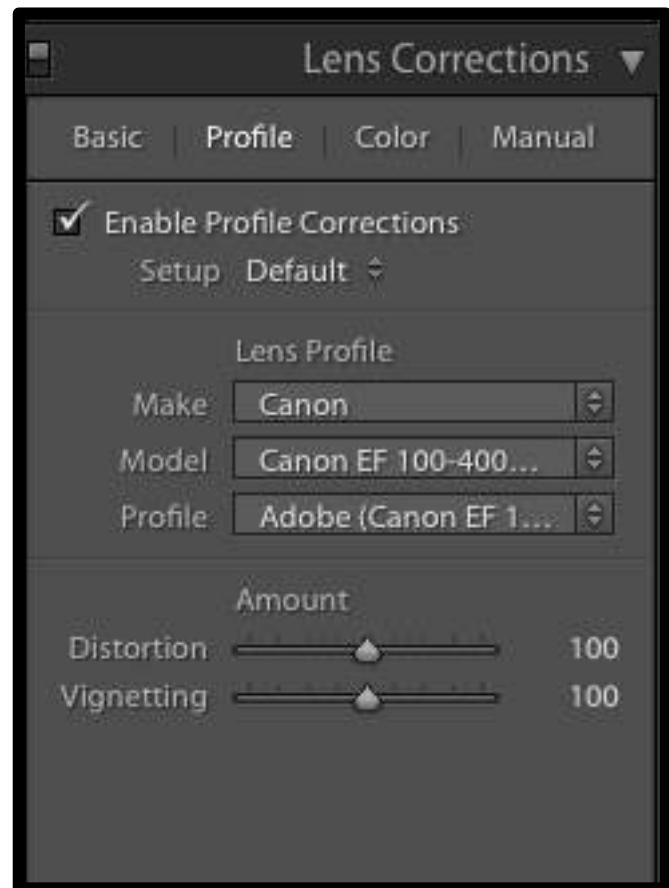 Lens Corrections
Basic | Profile | Color | Manual
Enable Profile Corrections
Setup Default
Lens Profile
Make Canon
Model Canon EF 100-400...
Profile Adobe (Canon EF 1...
Amount
Distortion 100
Vignetting 100